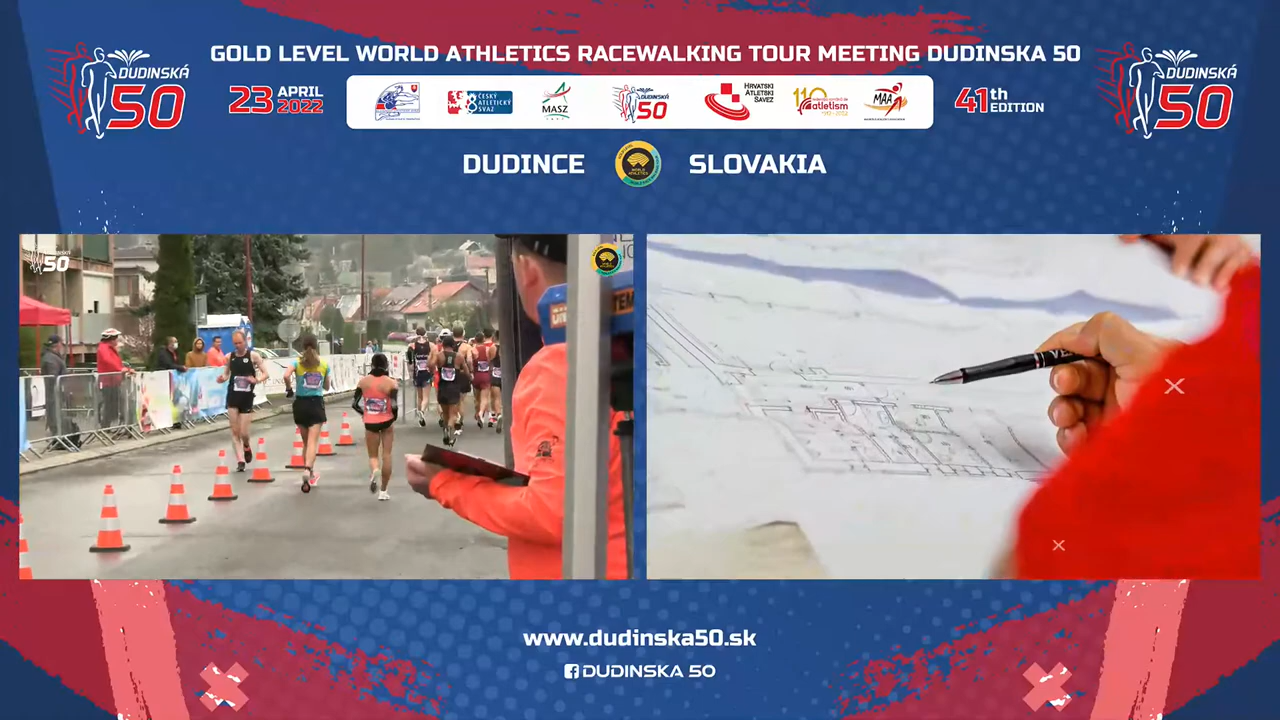 GOLD LEVEL WORLD ATHLETICS RACEWALKING TOUR MEETING DUDINSKA 50
DUDINSKÁ
50
23 APRIL
2022
ČESKÝ
ATLETICKÝ
SVAZ
MASZ
DUDINSKÁ
50
HRVATSKI
ATLETSKI
SAVEZ
110
atletism
MAA
41th
EDITION
DUDINSKÁ
50
DUDINCE
WORLD
ATHLETICS
SLOVAKIA
50
www.dudinska50.sk
DUDINSKA 50